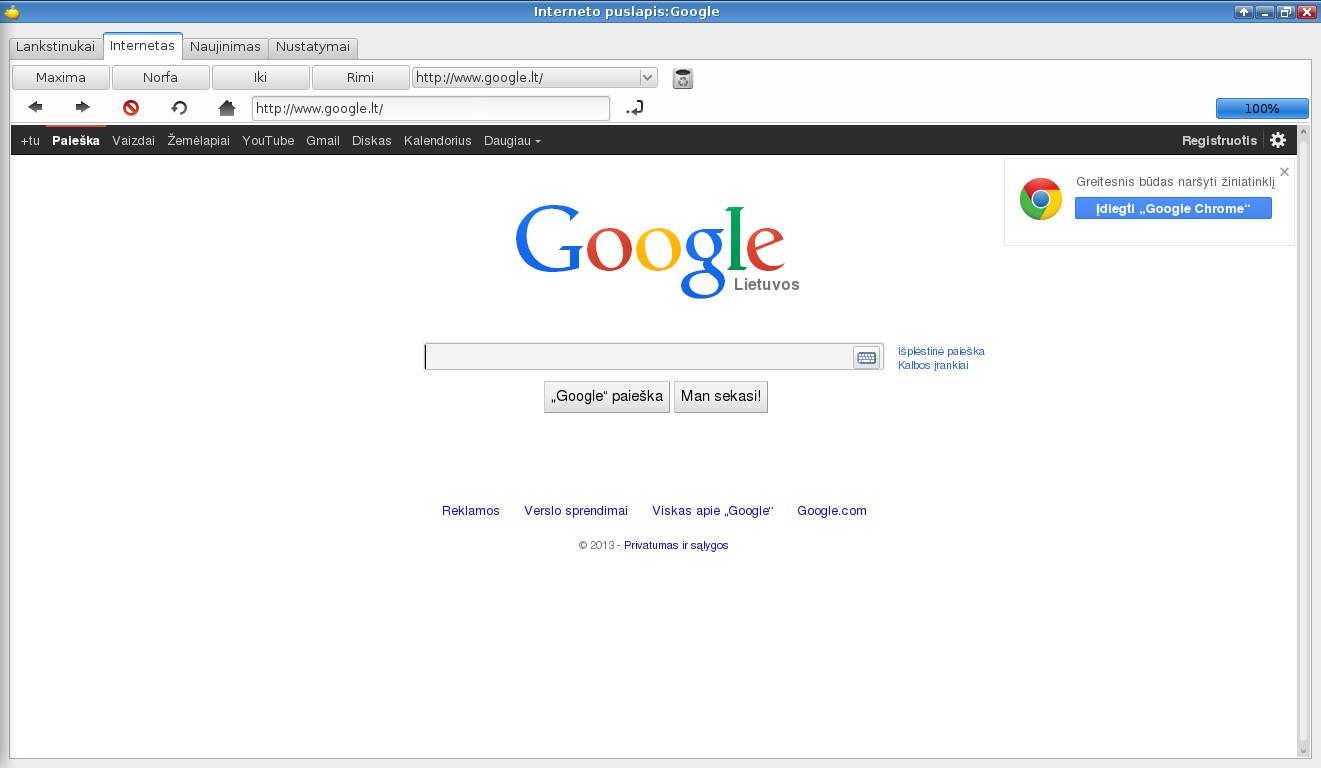 Interneto puslapis:Google
Lankstinukai Internetas Naujinimas Nustatymai
Maxima Norfa Iki Rimi http://www.google.lt/
http://www.google.lt/ 100%
+tu Paieška Vaizdai Žemėlapiai YouTube Gmail Diskas Kalendorius Daugiau Registruotis
Greitesnis būdas naršyti žiniatinklį
Įdiegti „Google Chrome“
Google
Lietuvos
Išplėstinė paieška
Kalbos įrankiai
„Google“ paieška Man sekasi!
Reklamos Verslo sprendimai Viskas apie „Google“ Google.com
© 2013 - Privatumas ir sąlygos